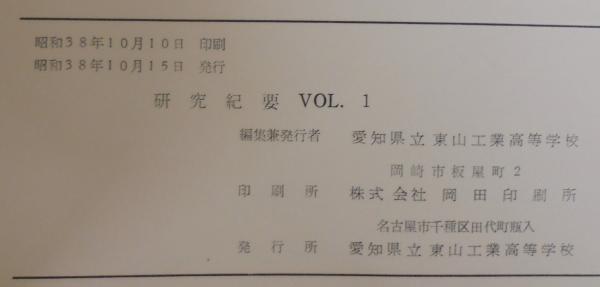 昭和38年10月10日 印刷
昭和38年10月15日 発行
研究紀要 VOL. 1
編集兼発行者 愛知県立東山工業高等学校
岡崎市板屋町2
印刷所 株式会社 岡田印刷所
名古屋市千種区田代町瓶入
発行所 愛知県立東山工業高等学校